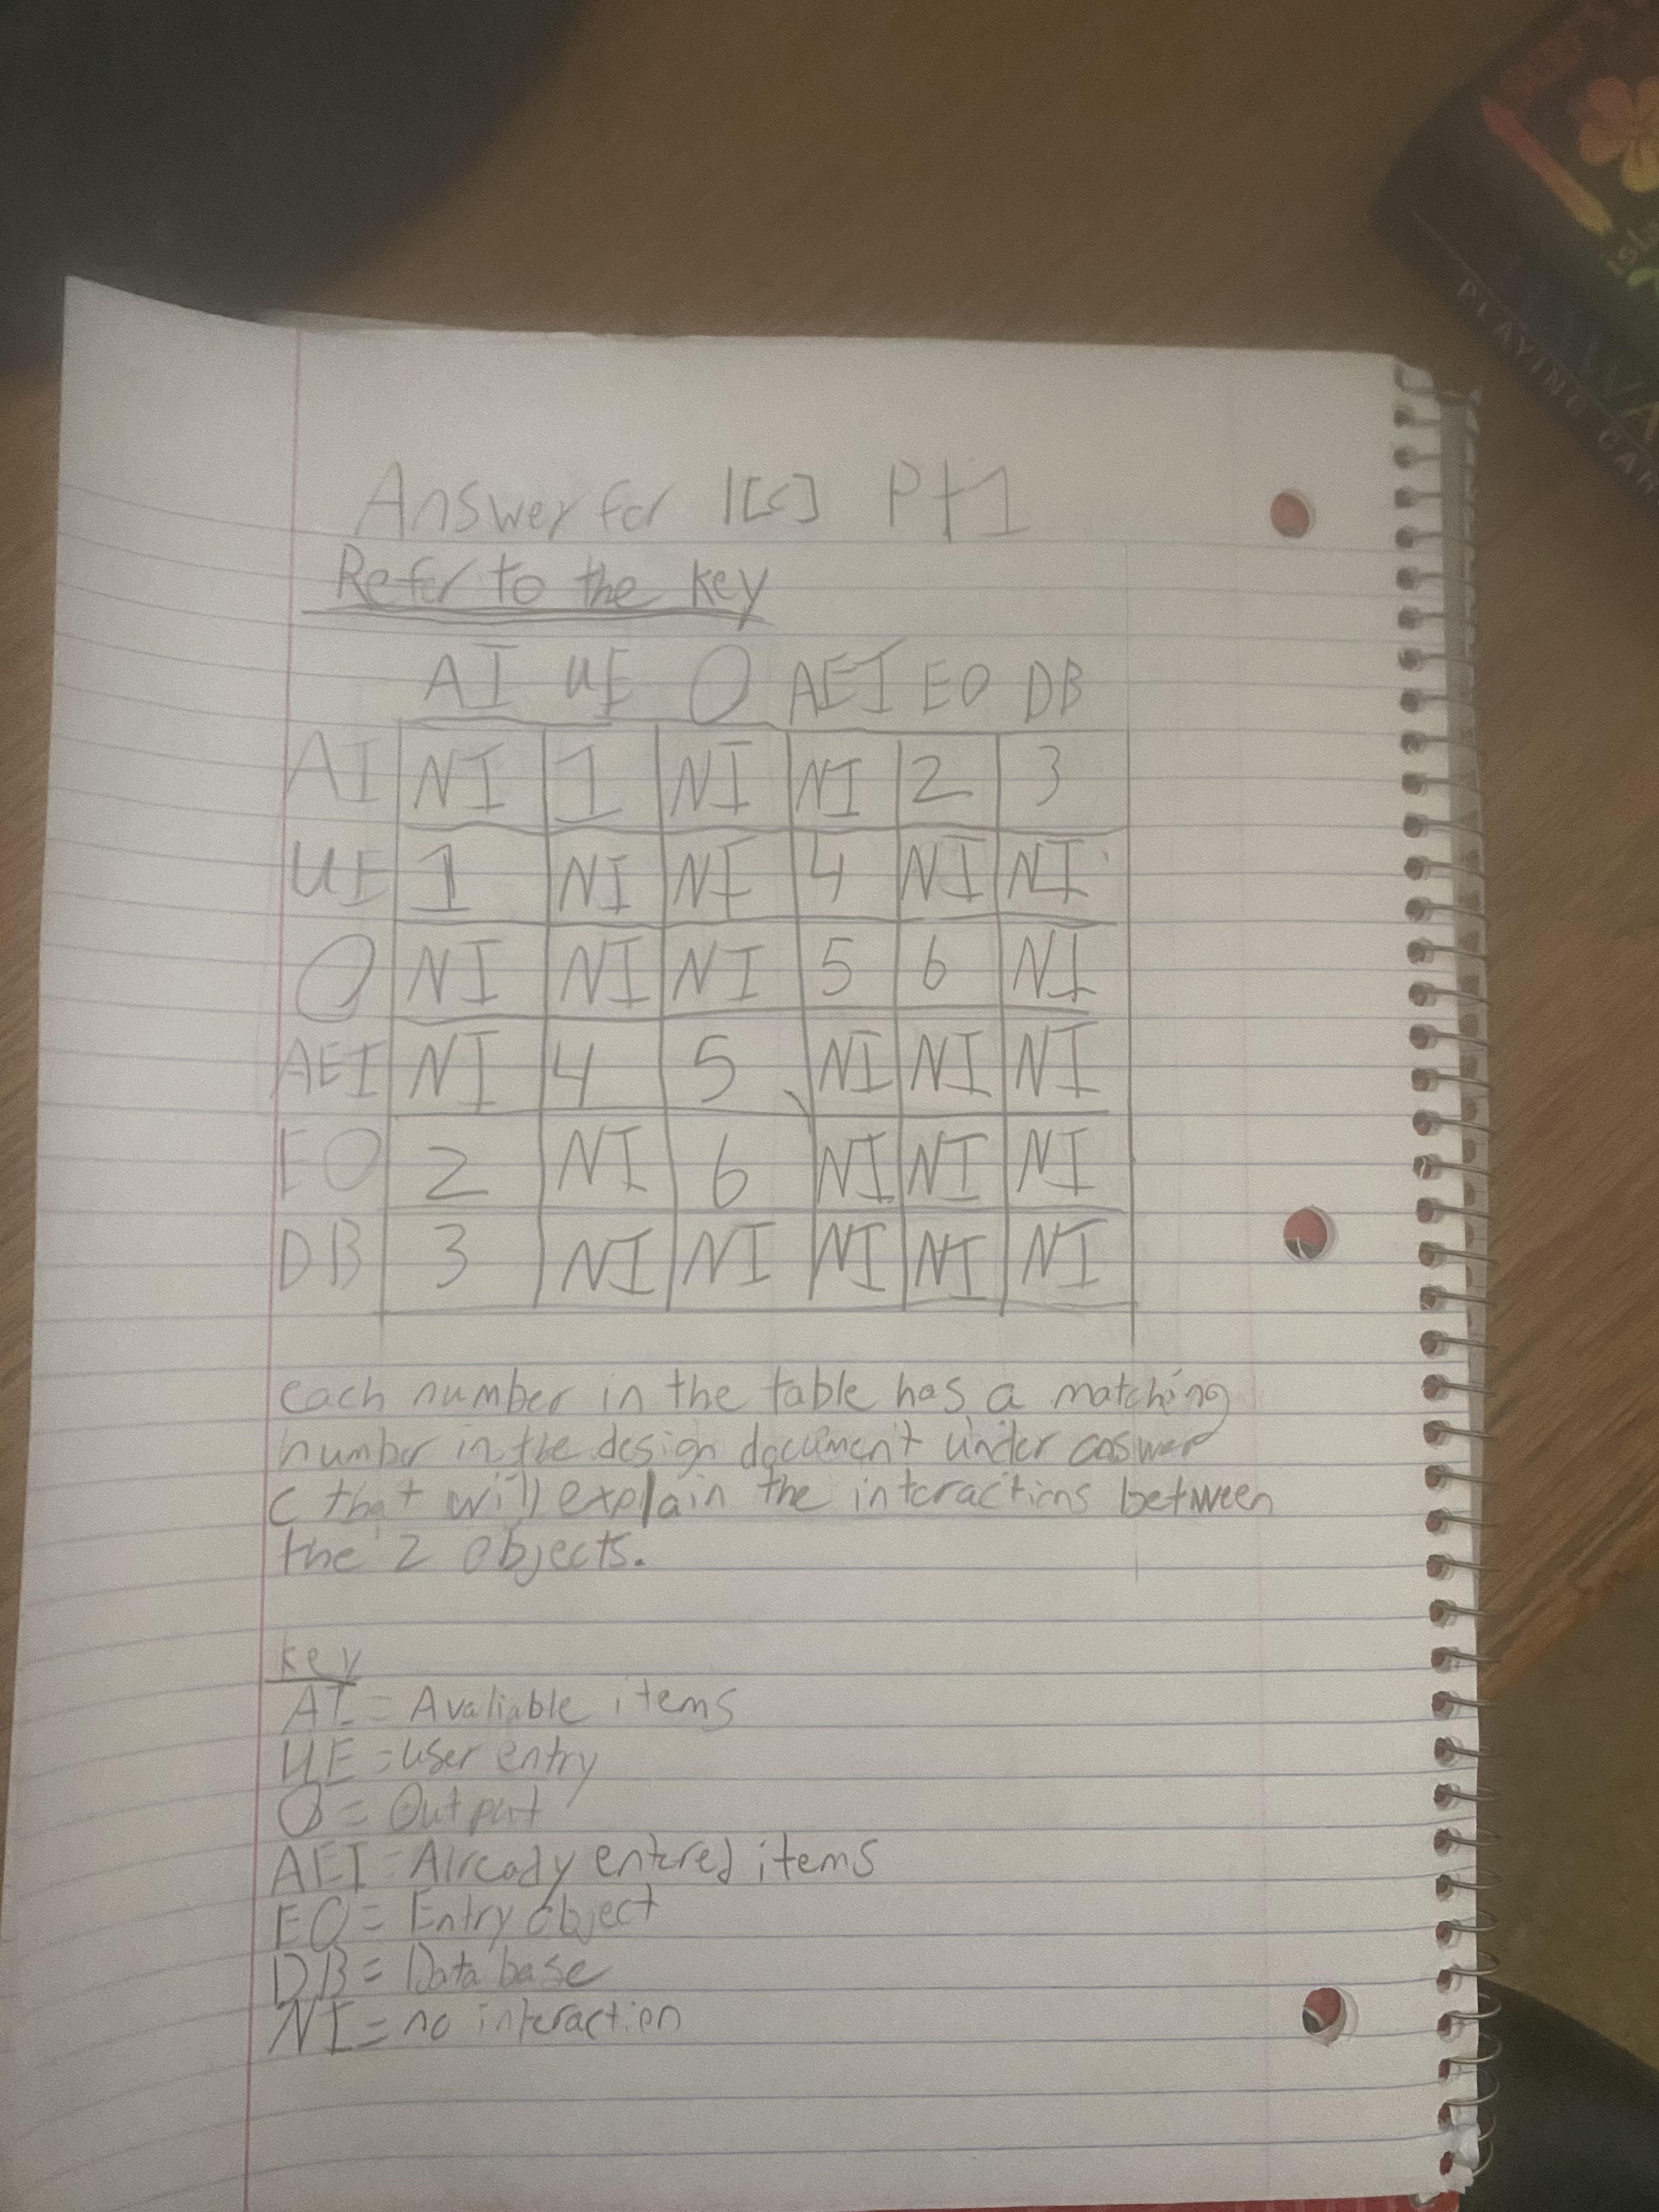 Answer for 1[c] Pt1
Refer to the key
AI UE O AEI EO DB
AI NI 1 NI NI 2 3
UE 1 NI NI 4 NI NI
O NI NI NI 5 6 NI
AEI NI 4 5 NI NI NI
EO 2 NI 6 NI NI NI
DB 3 NI NI NI NI NI
each number in the table has a matching
number in the design document under
c that will explain the interactions between
the 2 objects.
key
AI = Avaliable items
UE = user entry
O = Output
AEI = Already entered items
EO = Entry object
DB = Data base
NI = no interaction
PLAYING CAR